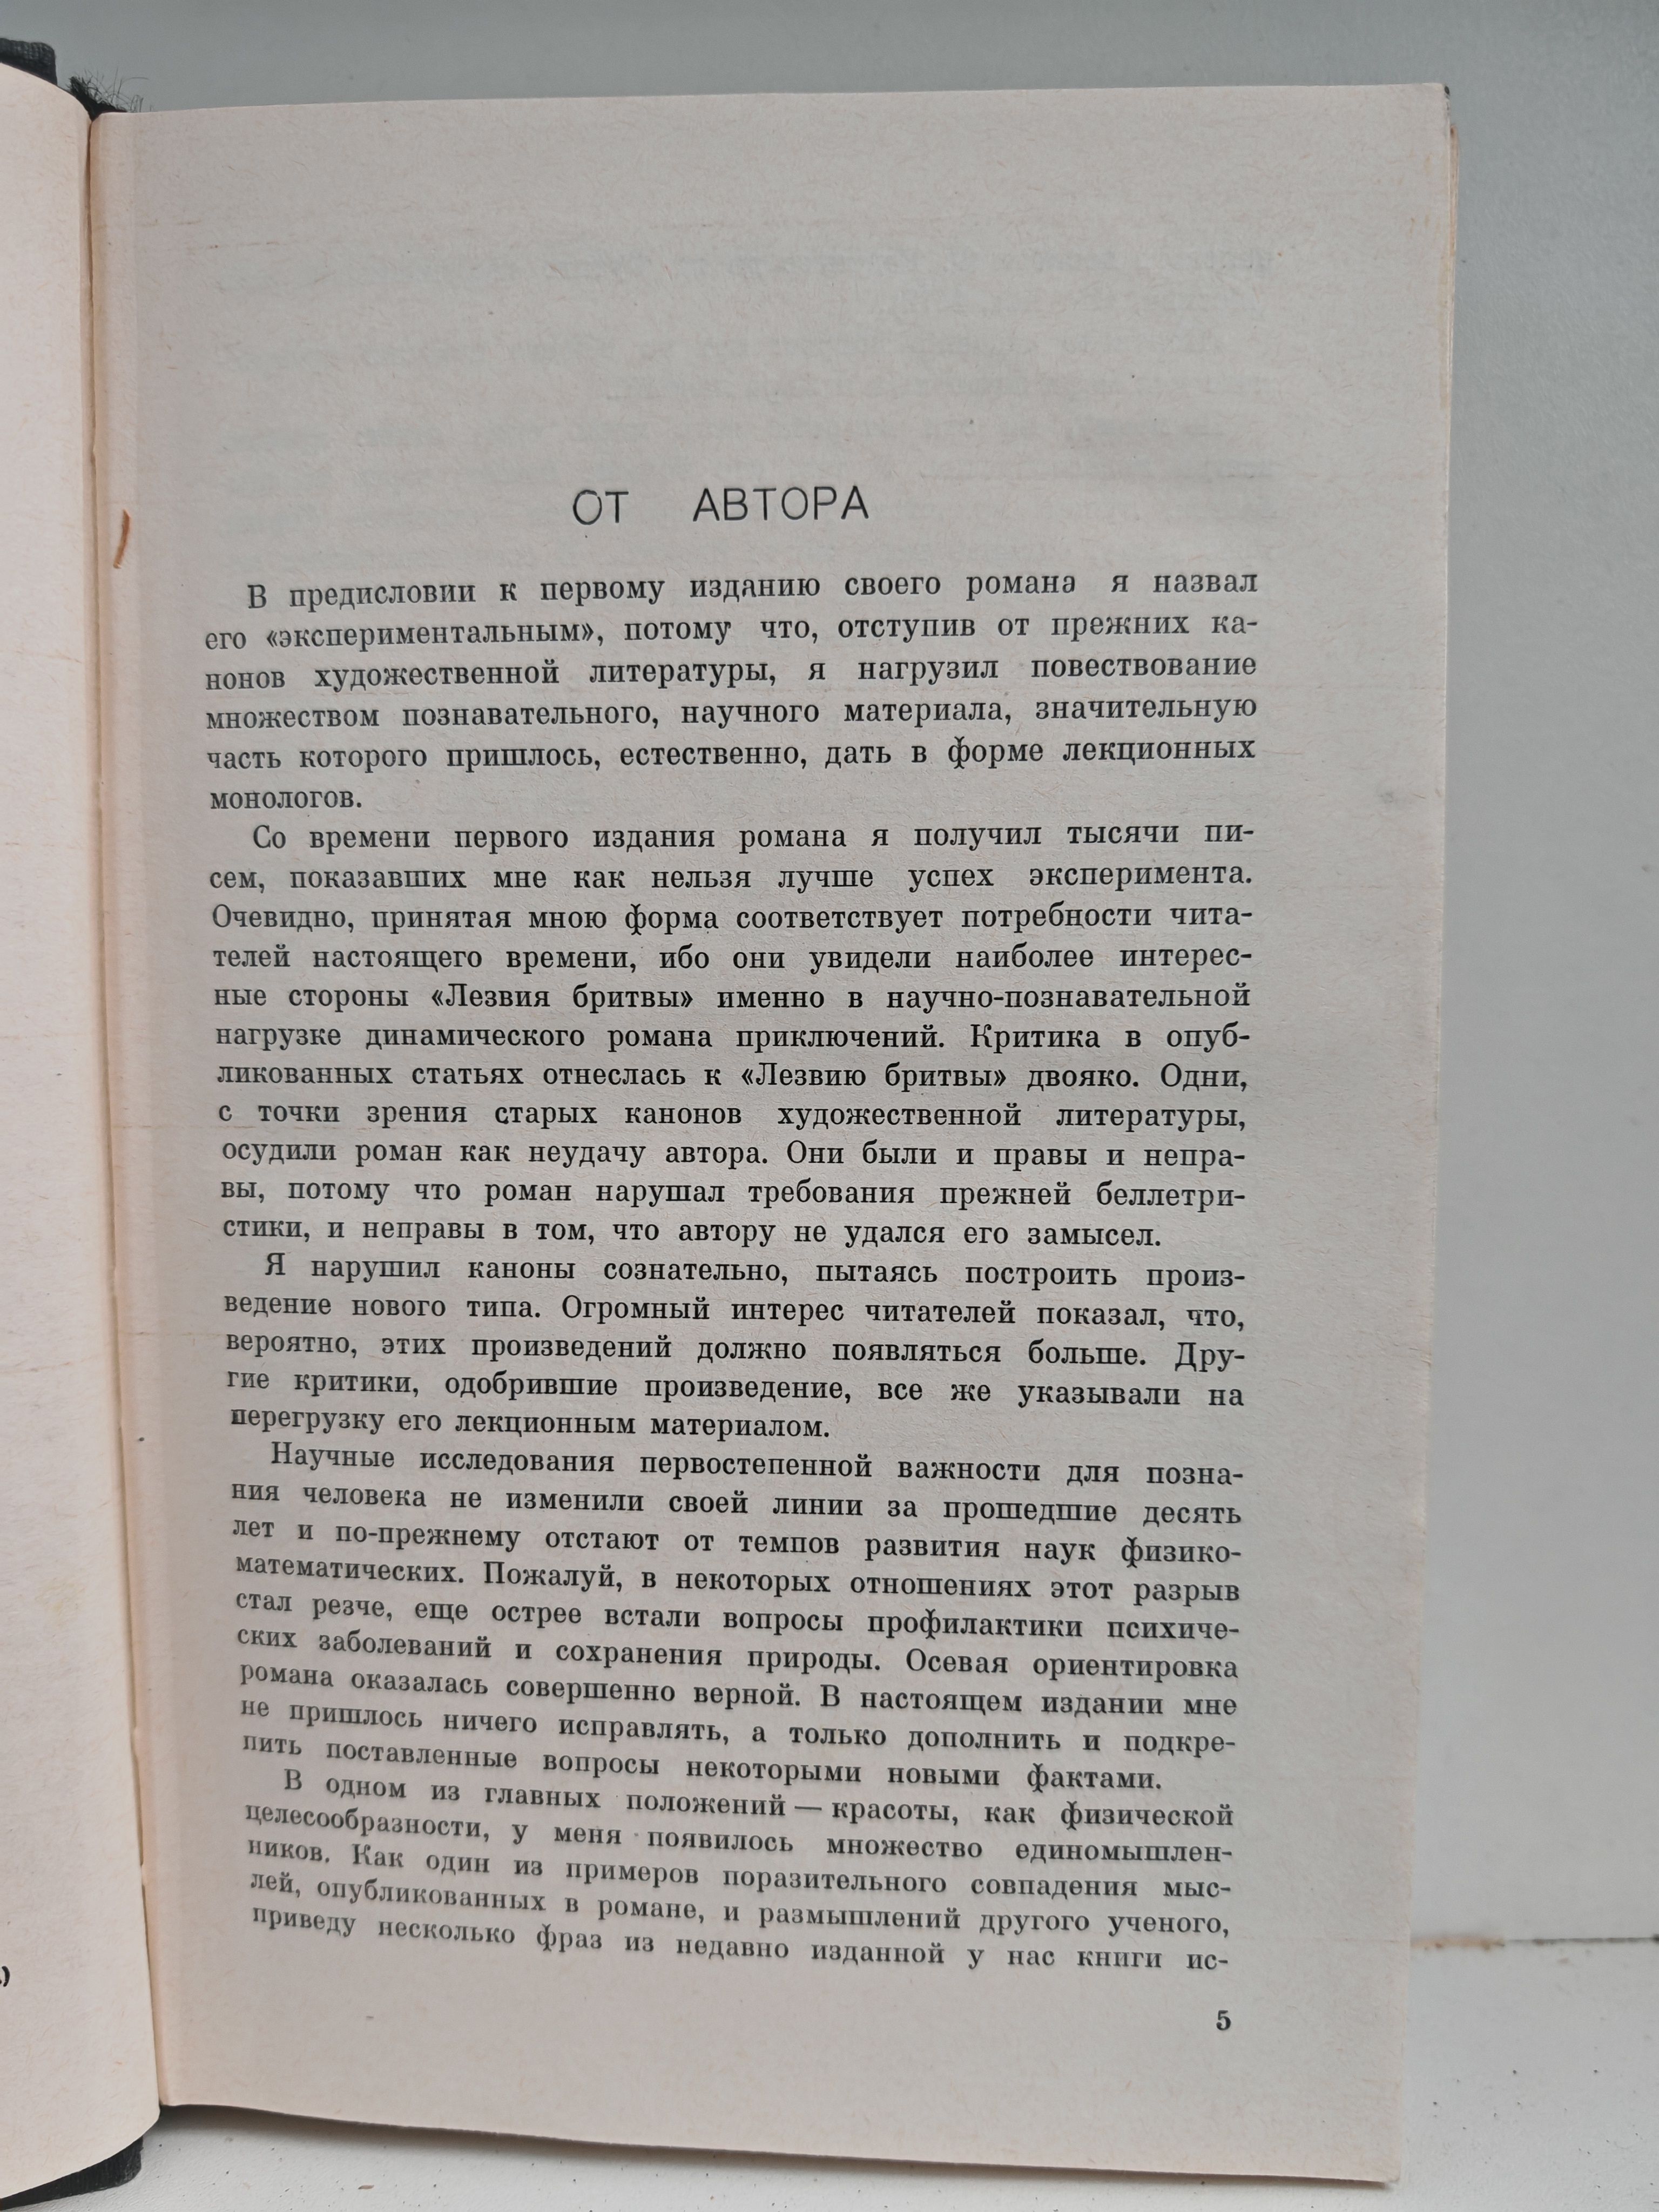 ОТ АВТОРА
В предисловии к первому изданию своего романа я назвал
его «экспериментальным», потому что, отступив от прежних ка-
нонов художественной литературы, я нагрузил повествование
множеством познавательного, научного материала, значительную
часть которого пришлось, естественно, дать в форме лекционных
монологов.
Со времени первого издания романа я получил тысячи пи-
сем, показавших мне как нельзя лучше успех эксперимента.
Очевидно, принятая мною форма соответствует потребности чита-
телей настоящего времени, ибо они увидели наиболее интерес-
ные стороны «Лезвия бритвы» именно в научно-познавательной
нагрузке динамического романа приключений. Критика в опуб-
ликованных статьях отнеслась к «Лезвию бритвы» двояко. Одни,
с точки зрения старых канонов художественной литературы,
осудили роман как неудачу автора. Они были и правы и непра-
вы, потому что роман нарушал требования прежней беллетри-
стики, и неправы в том, что автору не удался его замысел.
Я нарушил каноны сознательно, пытаясь построить произ-
ведение нового типа. Огромный интерес читателей показал, что,
вероятно, этих произведений должно появляться больше. Дру-
гие критики, одобрившие произведение, все же указывали на
перегрузку его лекционным материалом.
Научные исследования первостепенной важности для позна-
ния человека не изменили своей линии за прошедшие десять
лет и по-прежнему отстают от темпов развития наук физико-
математических. Пожалуй, в некоторых отношениях этот разрыв
стал резче, еще острее встали вопросы профилактики психиче-
ских заболеваний и сохранения природы. Осевая ориентировка
романа оказалась совершенно верной. В настоящем издании мне
не пришлось ничего исправлять, а только дополнить и подкре-
пить поставленные вопросы некоторыми новыми фактами.
В одном из главных положений — красоты, как физической
целесообразности, у меня появилось множество единомышлен-
ников. Как один из примеров поразительного совпадения мыс-
лей, опубликованных в романе, и размышлений другого ученого,
приведу несколько фраз из недавно изданной у нас книги ис-
5